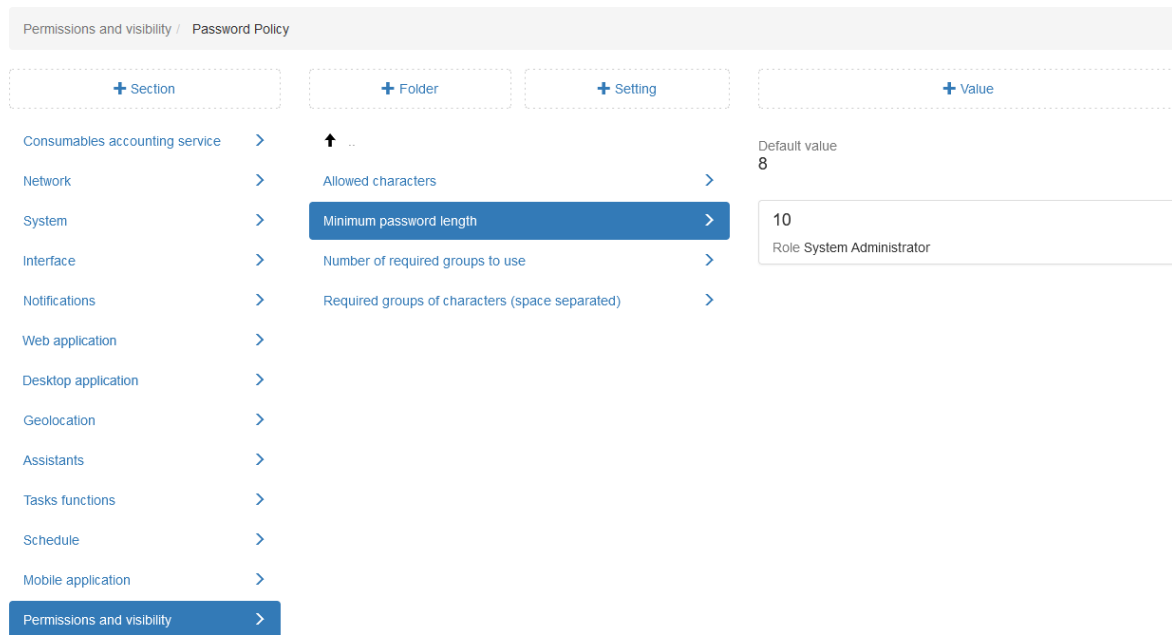 Permissions and visibility / Password Policy
+ Section
+ Folder
+ Setting
+ Value
Consumables accounting service
Network
System
Interface
Notifications
Web application
Desktop application
Geolocation
Assistants
Tasks functions
Schedule
Mobile application
Permissions and visibility
..
Allowed characters
Minimum password length
Number of required groups to use
Required groups of characters (space separated)
Default value
8
10
Role System Administrator